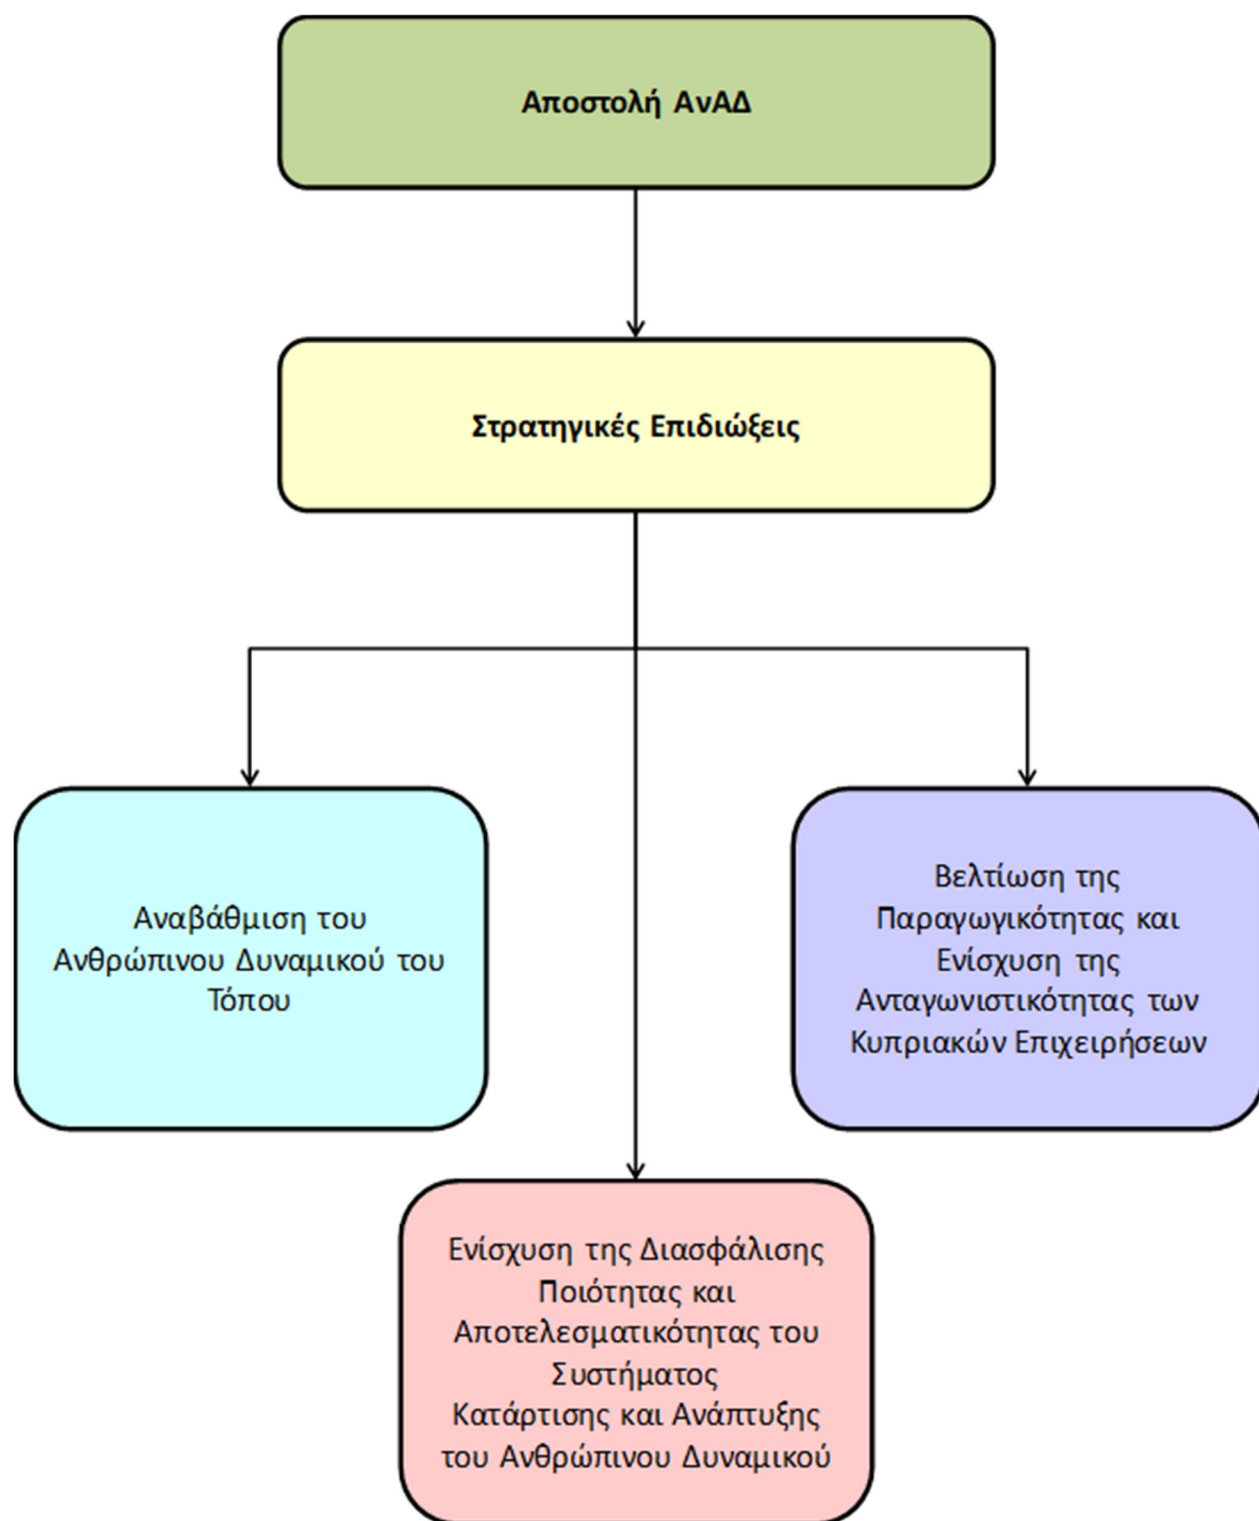 Αποστολή ΑνΑΔ
Στρατηγικές Επιδιώξεις
Αναβάθμιση του
Ανθρώπινου Δυναμικού του
Τόπου
Βελτίωση της
Παραγωγικότητας και
Ενίσχυση της
Ανταγωνιστικότητας των
Κυπριακών Επιχειρήσεων
Ενίσχυση της Διασφάλισης
Ποιότητας και
Αποτελεσματικότητας του
Συστήματος
Κατάρτισης και Ανάπτυξης
του Ανθρώπινου Δυναμικού